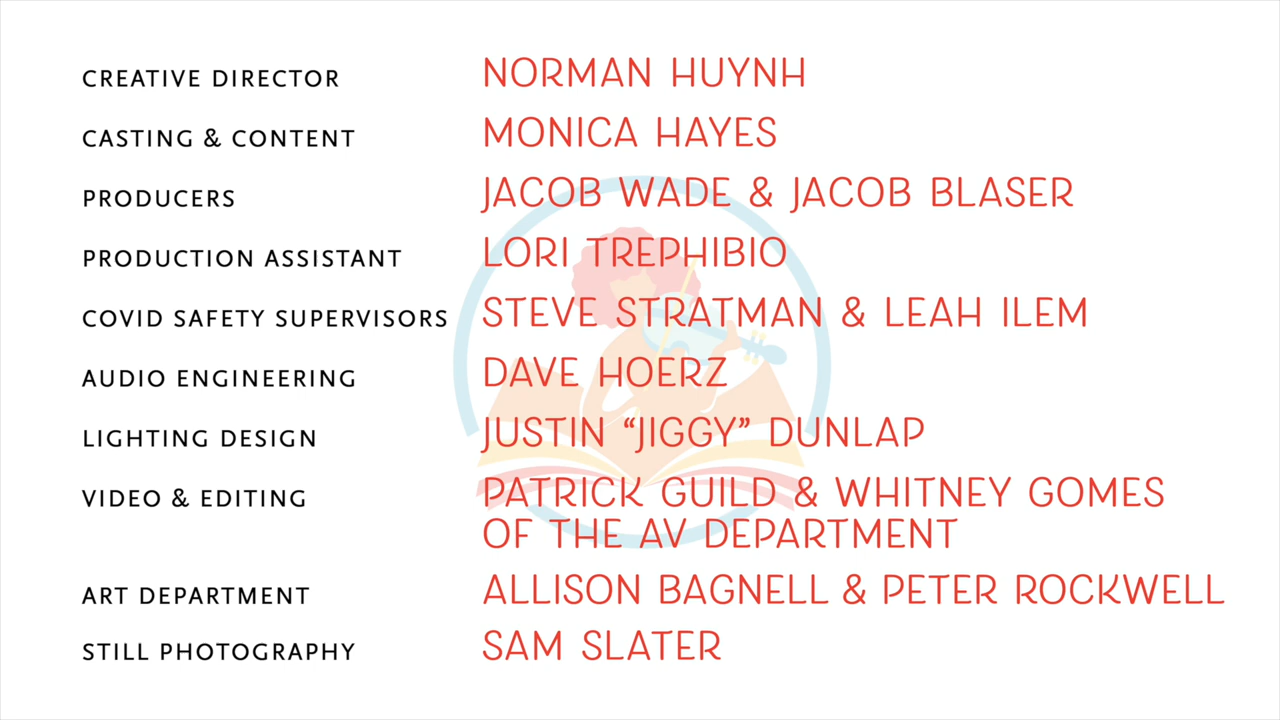 CREATIVE DIRECTOR NORMAN HUYNH
CASTING & CONTENT MONICA HAYES
PRODUCERS JACOB WADE & JACOB BLASER
PRODUCTION ASSISTANT LORI TREPHIBIO
COVID SAFETY SUPERVISORS STEVE STRATMAN & LEAH ILEM
AUDIO ENGINEERING DAVE HOERZ
LIGHTING DESIGN JUSTIN “JIGGY” DUNLAP
VIDEO & EDITING PATRICK GUILD & WHITNEY GOMES
OF THE AV DEPARTMENT
ART DEPARTMENT ALLISON BAGNELL & PETER ROCKWELL
STILL PHOTOGRAPHY SAM SLATER